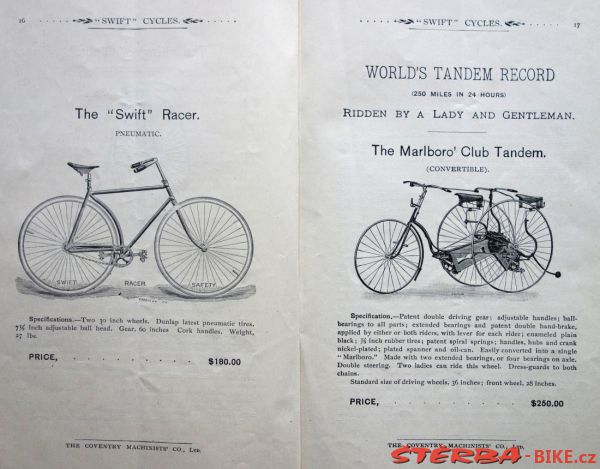 16 "SWIFT" CYCLES.
The "Swift" Racer.
PNEUMATIC.
SWIFT RACER SAFETY
Specifications.—Two 30 inch wheels. Dunlap latest pneumatic tires,
7½ inch adjustable ball head. Gear, 60 inches Cork handles. Weight,
27 lbs.
PRICE, . . . . . . . . $180.00
THE COVENTRY MACHINISTS' CO., LTD.
"SWIFT" CYCLES. 17
WORLD'S TANDEM RECORD
(250 MILES IN 24 HOURS)
RIDDEN BY A LADY AND GENTLEMAN.
The Marlboro' Club Tandem.
(CONVERTIBLE).
Specification,—Patent double driving gear; adjustable handles; ball-
bearings to all parts; extended bearings and patent double hand-brake,
applied by either or both riders, with lever for each rider; enameled plain
black; ⅞ inch rubber tires; patent spiral springs; handles, hubs and crank
nickel-plated; plated spanner and oil-can. Easily converted into a single
"Marlboro." Made with two extended bearings, or four bearings on axle.
Double steering. Two ladies can ride this wheel. Dress-guards to both
chains.
Standard size of driving wheels, 36 inches; front wheel, 28 inches.
PRICE, . . . . . . . . $250.00
THE COVENTRY MACHINISTS' CO., LTD.
ŠTĚRBA-BIKE.cz